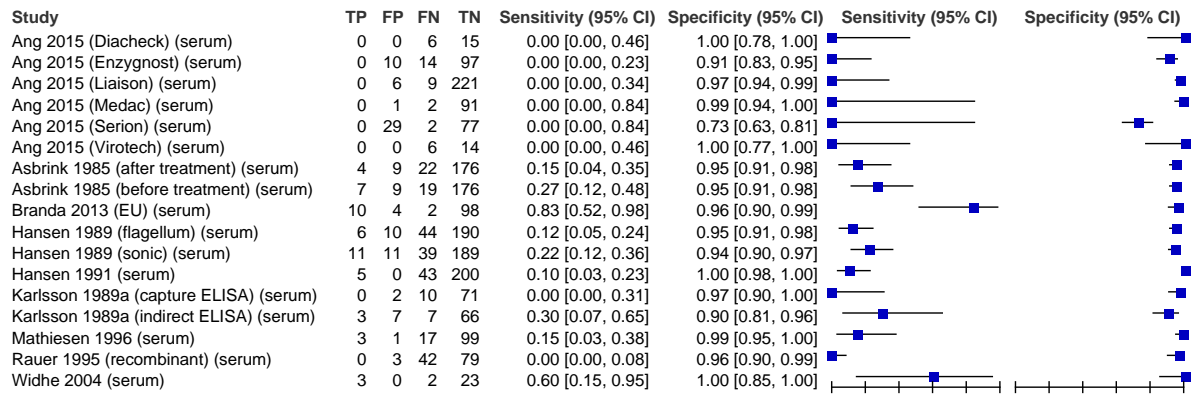 Study TP FP FN TN Sensitivity (95% CI) Specificity (95% CI) Sensitivity (95% CI) Specificity (95% CI)
Ang 2015 (Diacheck) (serum) 0 0 6 15 0.00 [0.00, 0.46] 1.00 [0.78, 1.00]
Ang 2015 (Enzygnost) (serum) 0 10 14 97 0.00 [0.00, 0.23] 0.91 [0.83, 0.95]
Ang 2015 (Liaison) (serum) 0 6 9 221 0.00 [0.00, 0.34] 0.97 [0.94, 0.99]
Ang 2015 (Medac) (serum) 0 1 2 91 0.00 [0.00, 0.84] 0.99 [0.94, 1.00]
Ang 2015 (Serion) (serum) 0 29 2 77 0.00 [0.00, 0.84] 0.73 [0.63, 0.81]
Ang 2015 (Virotech) (serum) 0 0 6 14 0.00 [0.00, 0.46] 1.00 [0.77, 1.00]
Asbrink 1985 (after treatment) (serum) 4 9 22 176 0.15 [0.04, 0.35] 0.95 [0.91, 0.98]
Asbrink 1985 (before treatment) (serum) 7 9 19 176 0.27 [0.12, 0.48] 0.95 [0.91, 0.98]
Branda 2013 (EU) (serum) 10 4 2 98 0.83 [0.52, 0.98] 0.96 [0.90, 0.99]
Hansen 1989 (flagellum) (serum) 6 10 44 190 0.12 [0.05, 0.24] 0.95 [0.91, 0.98]
Hansen 1989 (sonic) (serum) 11 11 39 189 0.22 [0.12, 0.36] 0.94 [0.90, 0.97]
Hansen 1991 (serum) 5 0 43 200 0.10 [0.03, 0.23] 1.00 [0.98, 1.00]
Karlsson 1989a (capture ELISA) (serum) 0 2 10 71 0.00 [0.00, 0.31] 0.97 [0.90, 1.00]
Karlsson 1989a (indirect ELISA) (serum) 3 7 7 66 0.30 [0.07, 0.65] 0.90 [0.81, 0.96]
Mathiesen 1996 (serum) 3 1 17 99 0.15 [0.03, 0.38] 0.99 [0.95, 1.00]
Rauer 1995 (recombinant) (serum) 0 3 42 79 0.00 [0.00, 0.08] 0.96 [0.90, 0.99]
Widhe 2004 (serum) 3 0 2 23 0.60 [0.15, 0.95] 1.00 [0.85, 1.00]